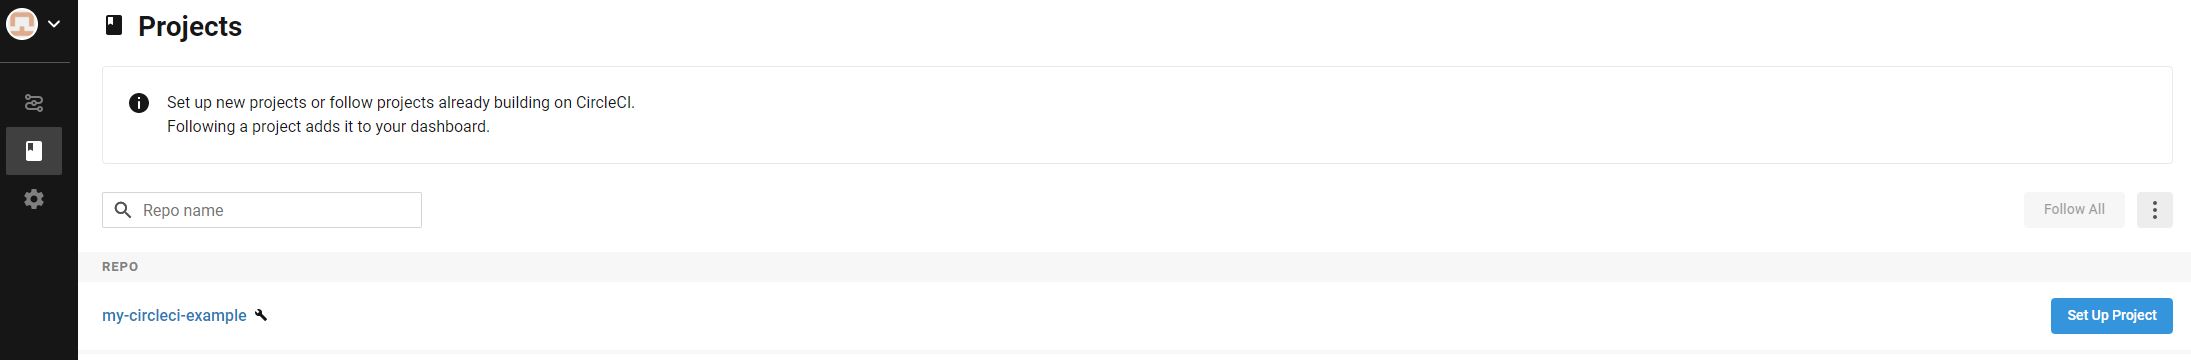 Projects
Set up new projects or follow projects already building on CircleCI.
Following a project adds it to your dashboard.
Repo name
Follow All
REPO
my-circleci-example
Set Up Project